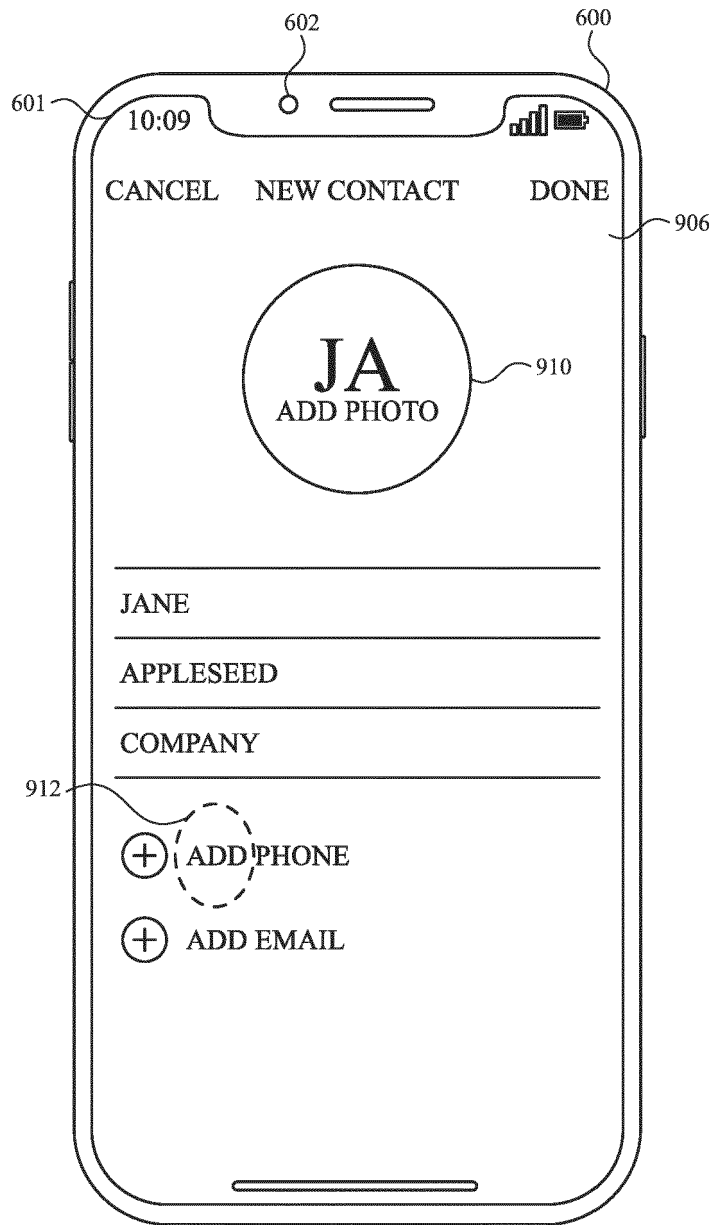 602
600
601
10:09
CANCEL NEW CONTACT DONE
906
JA
ADD PHOTO
910
JANE
APPLESEED
COMPANY
912
ADD PHONE
ADD EMAIL